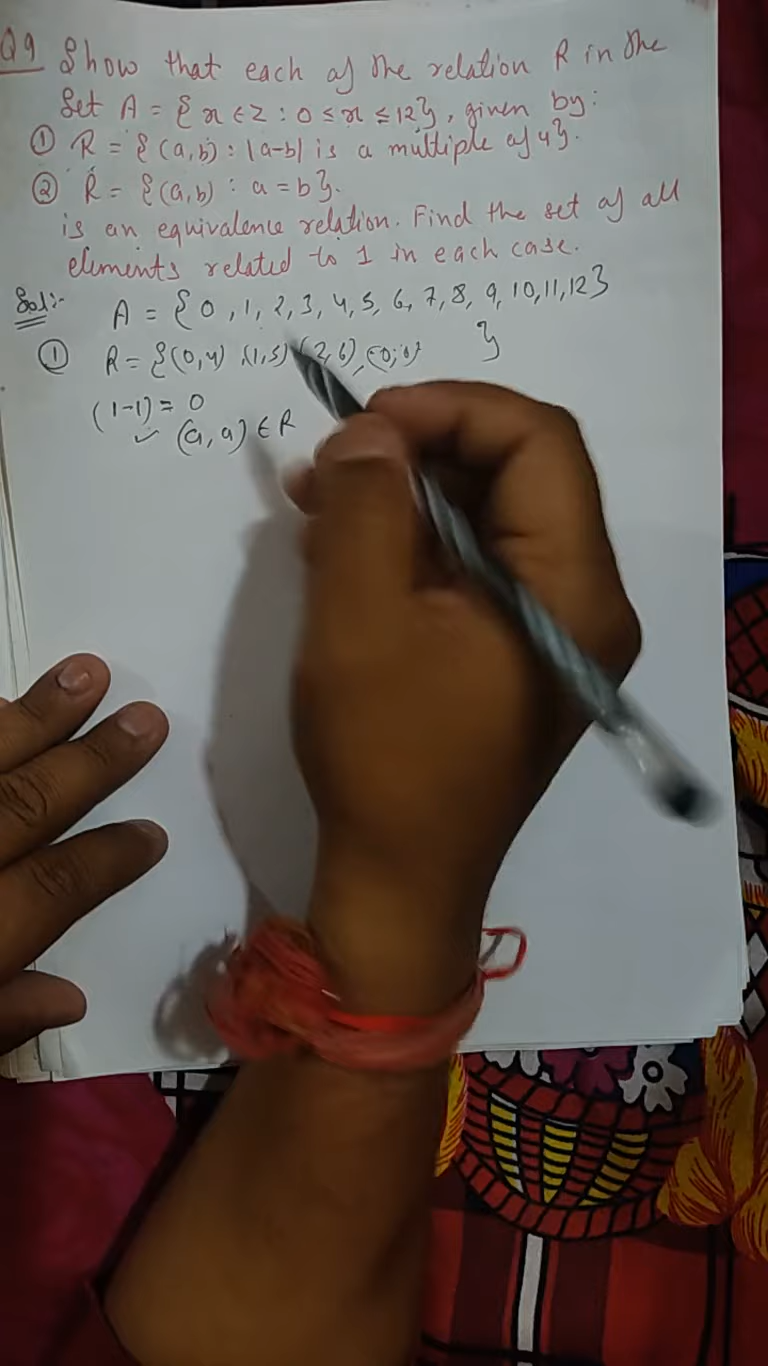 Q9 Show that each of the relation R in the
Set A = {x ∈ Z : 0 ≤ x ≤ 12}, given by:
① R = {(a,b) : |a-b| is a multiple of 4}.
② R = {(a,b) : a = b}.
is an equivalence relation. Find the set of all
elements related to 1 in each case.
Sol:- A = {0, 1, 2, 3, 4, 5, 6, 7, 8, 9, 10, 11, 12}
① R = {(0,4) (1,5) (2,6), }
(1-1) = 0
✓ (a, a) ∈ R